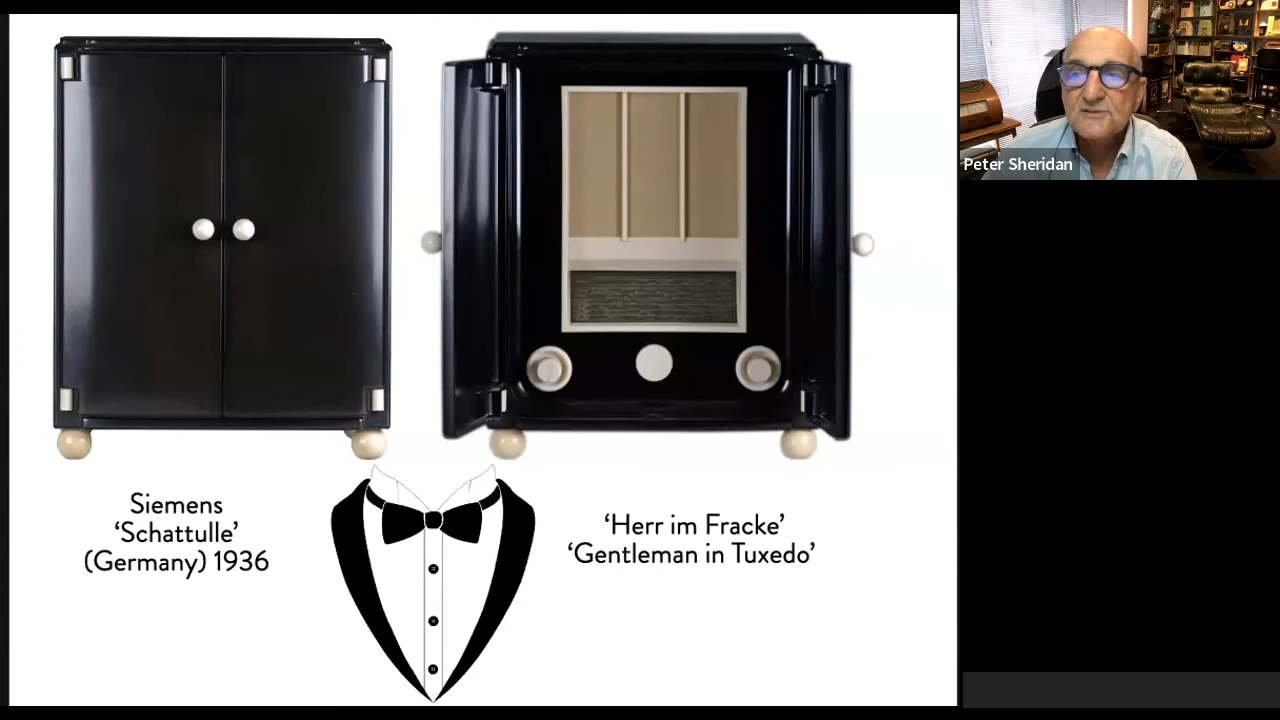 Peter Sheridan
Siemens
‘Schattulle’
(Germany) 1936
‘Herr im Fracke’
‘Gentleman in Tuxedo’